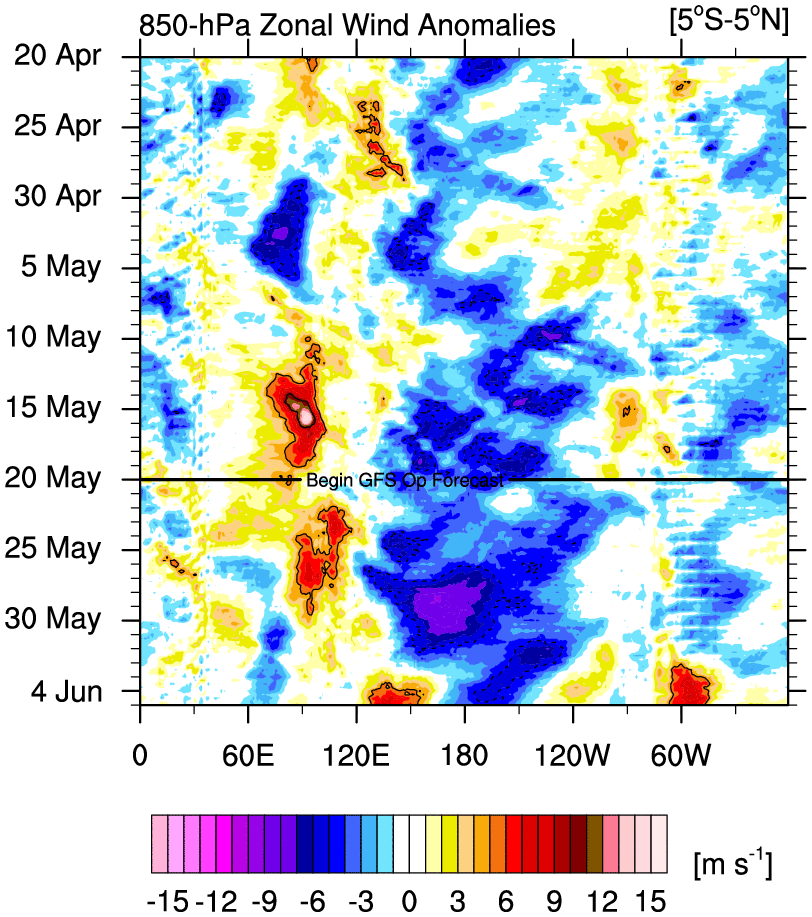 850-hPa Zonal Wind Anomalies [5°S-5°N]
20 Apr
25 Apr
30 Apr
5 May
10 May
15 May
20 May
Begin GFS Op Forecast
25 May
30 May
4 Jun
0 60E 120E 180 120W 60W
-15 -12 -9 -6 -3 0 3 6 9 12 15
[m s⁻¹]